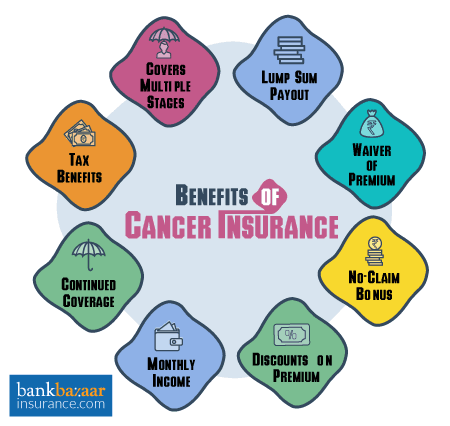 Benefits of
Cancer Insurance
Covers
Multiple
Stages
Lump Sum
Payout
Waiver
of
Premium
No-Claim
Bonus
Discounts on
Premium
Monthly
Income
Continued
Coverage
Tax
Benefits
bankbazaar
insurance.com